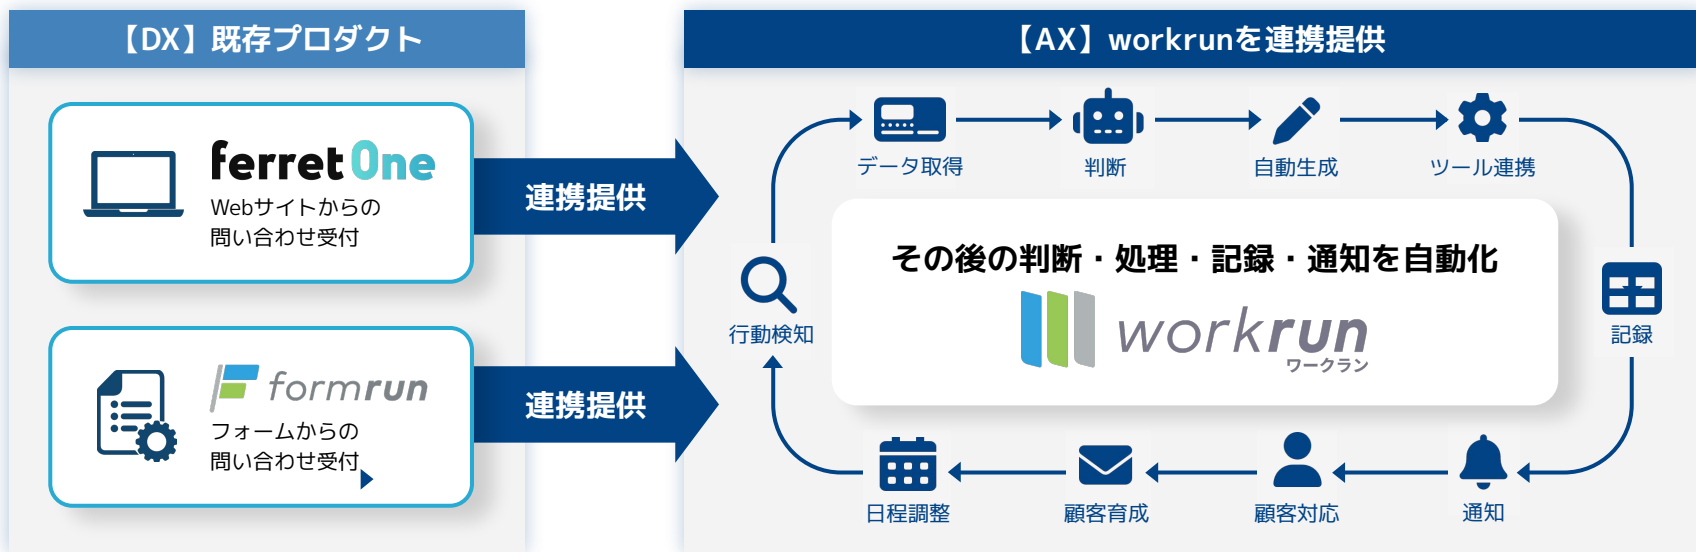 【DX】既存プロダクト
ferret One
Webサイトからの
問い合わせ受付
formrun
フォームからの
問い合わせ受付
連携提供
連携提供
【AX】workrunを連携提供
データ取得
判断
自動生成
ツール連携
その後の判断・処理・記録・通知を自動化
workrun
ワークラン
行動検知
記録
日程調整
顧客育成
顧客対応
通知